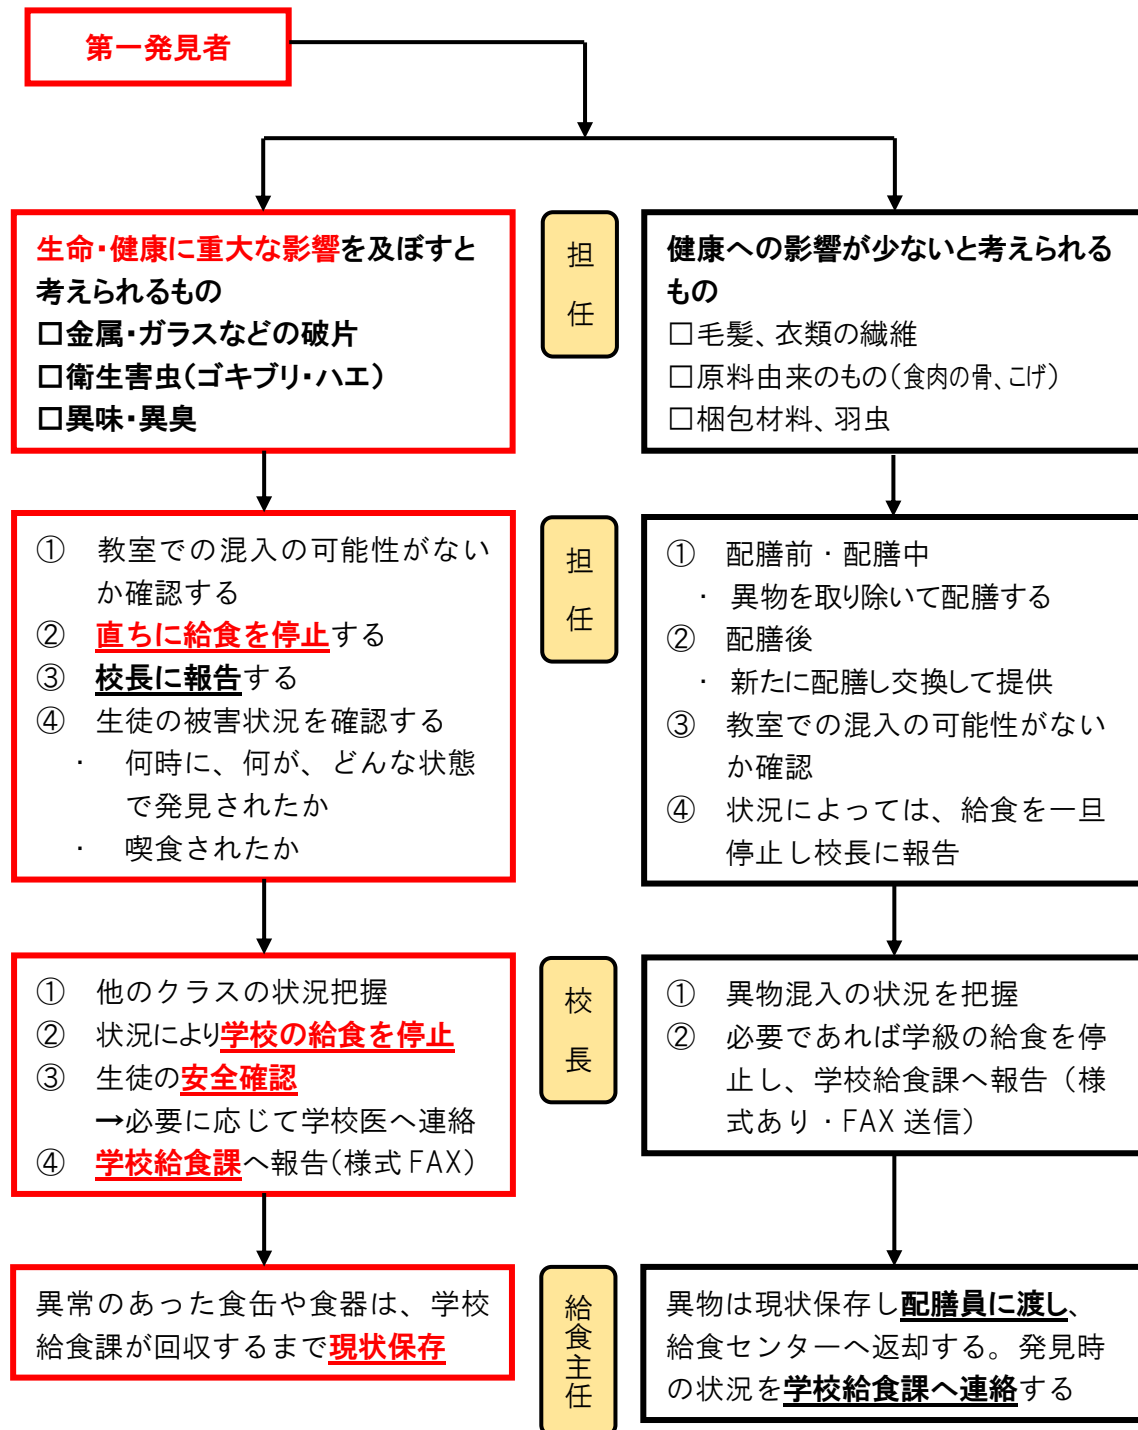 第一発見者
生命・健康に重大な影響を及ぼすと
考えられるもの
□金属・ガラスなどの破片
□衛生害虫（ゴキブリ・ハエ）
□異味・異臭
担任
健康への影響が少ないと考えられる
もの
□毛髪、衣類の繊維
□原料由来のもの（食肉の骨、こげ）
□梱包材料、羽虫
① 教室での混入の可能性がない
か確認する
② 直ちに給食を停止する
③ 校長に報告する
④ 生徒の被害状況を確認する
・ 何時に、何が、どんな状態
で発見されたか
・ 喫食されたか
担任
① 配膳前・配膳中
・ 異物を取り除いて配膳する
② 配膳後
・ 新たに配膳し交換して提供
③ 教室での混入の可能性がない
か確認
④ 状況によっては、給食を一旦
停止し校長に報告
① 他のクラスの状況把握
② 状況により学校の給食を停止
③ 生徒の安全確認
→必要に応じて学校医へ連絡
④ 学校給食課へ報告（様式FAX）
校長
① 異物混入の状況を把握
② 必要であれば学級の給食を停
止し、学校給食課へ報告（様
式あり・FAX送信）
異常のあった食缶や食器は、学校
給食課が回収するまで現状保存
給食主任
異物は現状保存し配膳員に渡し、
給食センターへ返却する。発見時
の状況を学校給食課へ連絡する